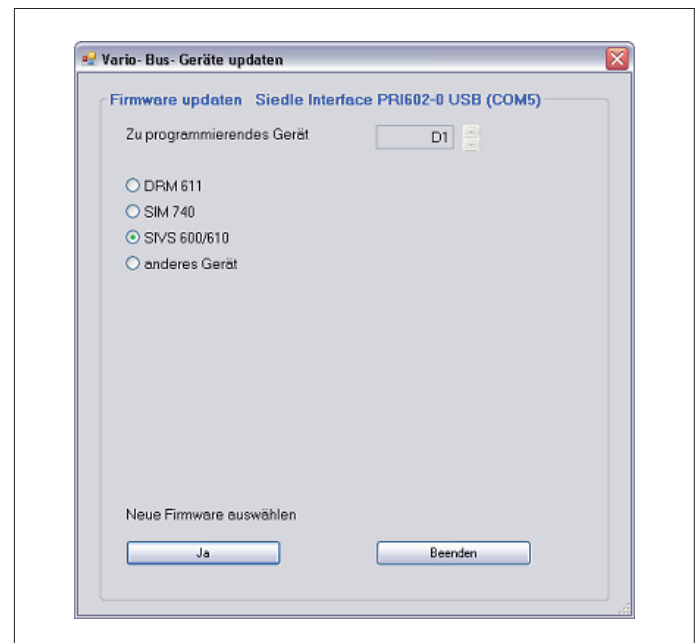 Vario- Bus- Geräte updaten
Firmware updaten Siedle Interface PRI602-0 USB (COM5)
Zu programmierendes Gerät D1
DRM 611
SIM 740
SIVS 600/610
anderes Gerät
Neue Firmware auswählen
Ja Beenden